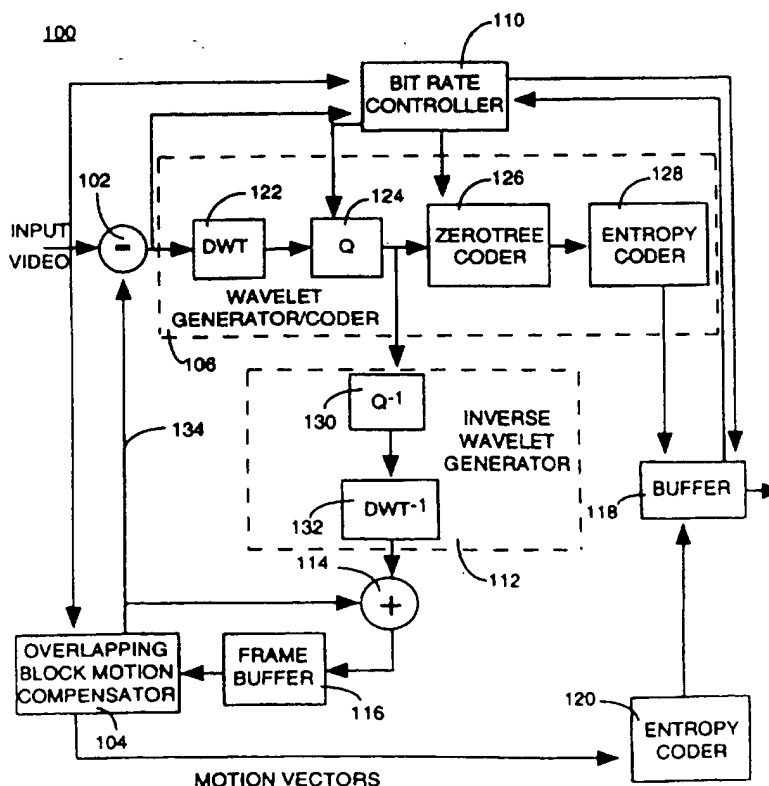 100
110
BIT RATE
CONTROLLER
102
122
124
126
128
INPUT
VIDEO
-
DWT
Q
ZEROTREE
CODER
ENTROPY
CODER
WAVELET
GENERATOR/CODER
106
Q-1
130
INVERSE
WAVELET
GENERATOR
134
132
DWT-1
118
BUFFER
112
114
+
OVERLAPPING
BLOCK MOTION
COMPENSATOR
FRAME
BUFFER
116
104
120
ENTROPY
CODER
MOTION VECTORS